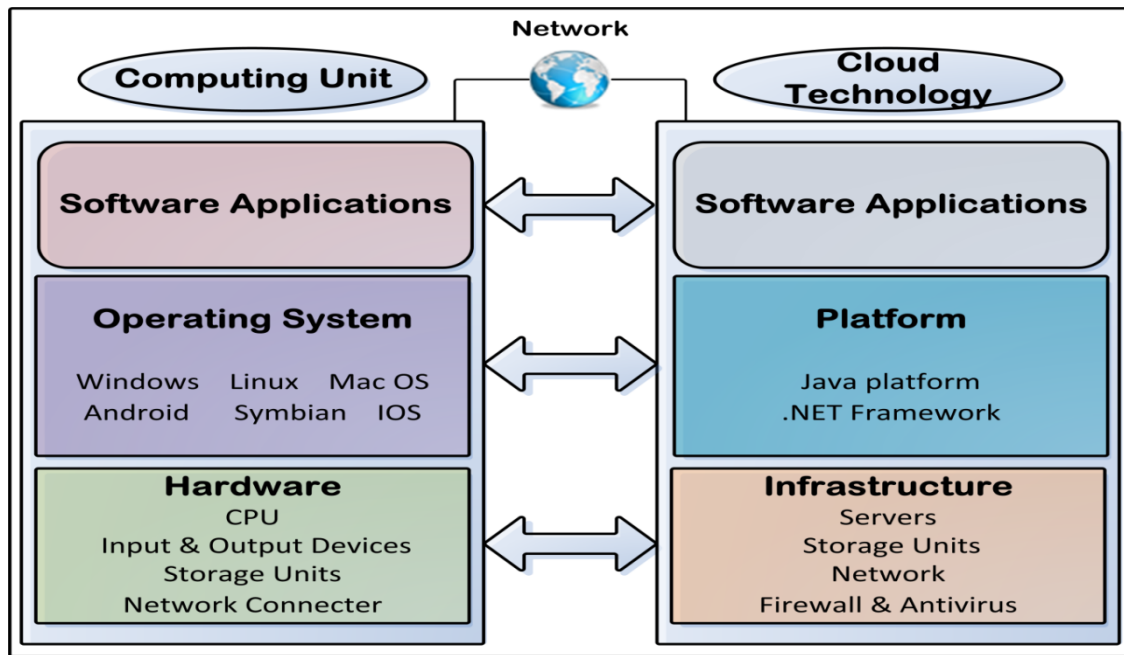 Network
Computing Unit
Cloud
Technology
Software Applications
Software Applications
Operating System
Windows Linux Mac OS
Android Symbian IOS
Platform
Java platform
.NET Framework
Hardware
CPU
Input & Output Devices
Storage Units
Network Connecter
Infrastructure
Servers
Storage Units
Network
Firewall & Antivirus